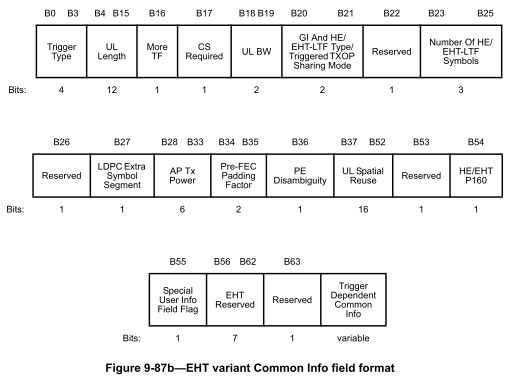 B0 B3 B4 B15 B16 B17 B18 B19 B20 B21 B22 B23 B25
Trigger Type
UL Length
More TF
CS Required
UL BW
GI And HE/ EHT-LTF Type/ Triggered TXOP Sharing Mode
Reserved
Number Of HE/ EHT-LTF Symbols
Bits: 4 12 1 1 2 2 1 3
B26 B27 B28 B33 B34 B35 B36 B37 B52 B53 B54
Reserved
LDPC Extra Symbol Segment
AP Tx Power
Pre-FEC Padding Factor
PE Disambiguity
UL Spatial Reuse
Reserved
HE/EHT P160
Bits: 1 1 6 2 1 16 1 1
B55 B56 B62 B63
Special User Info Field Flag
EHT Reserved
Reserved
Trigger Dependent Common Info
Bits: 1 7 1 variable
Figure 9-87b—EHT variant Common Info field format